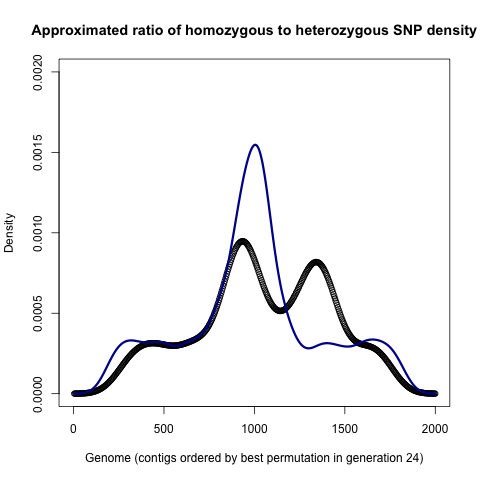 Approximated ratio of homozygous to heterozygous SNP density
0.0020
0.0015
0.0010
0.0005
0.0000
Density
0 500 1000 1500 2000
Genome (contigs ordered by best permutation in generation 24)